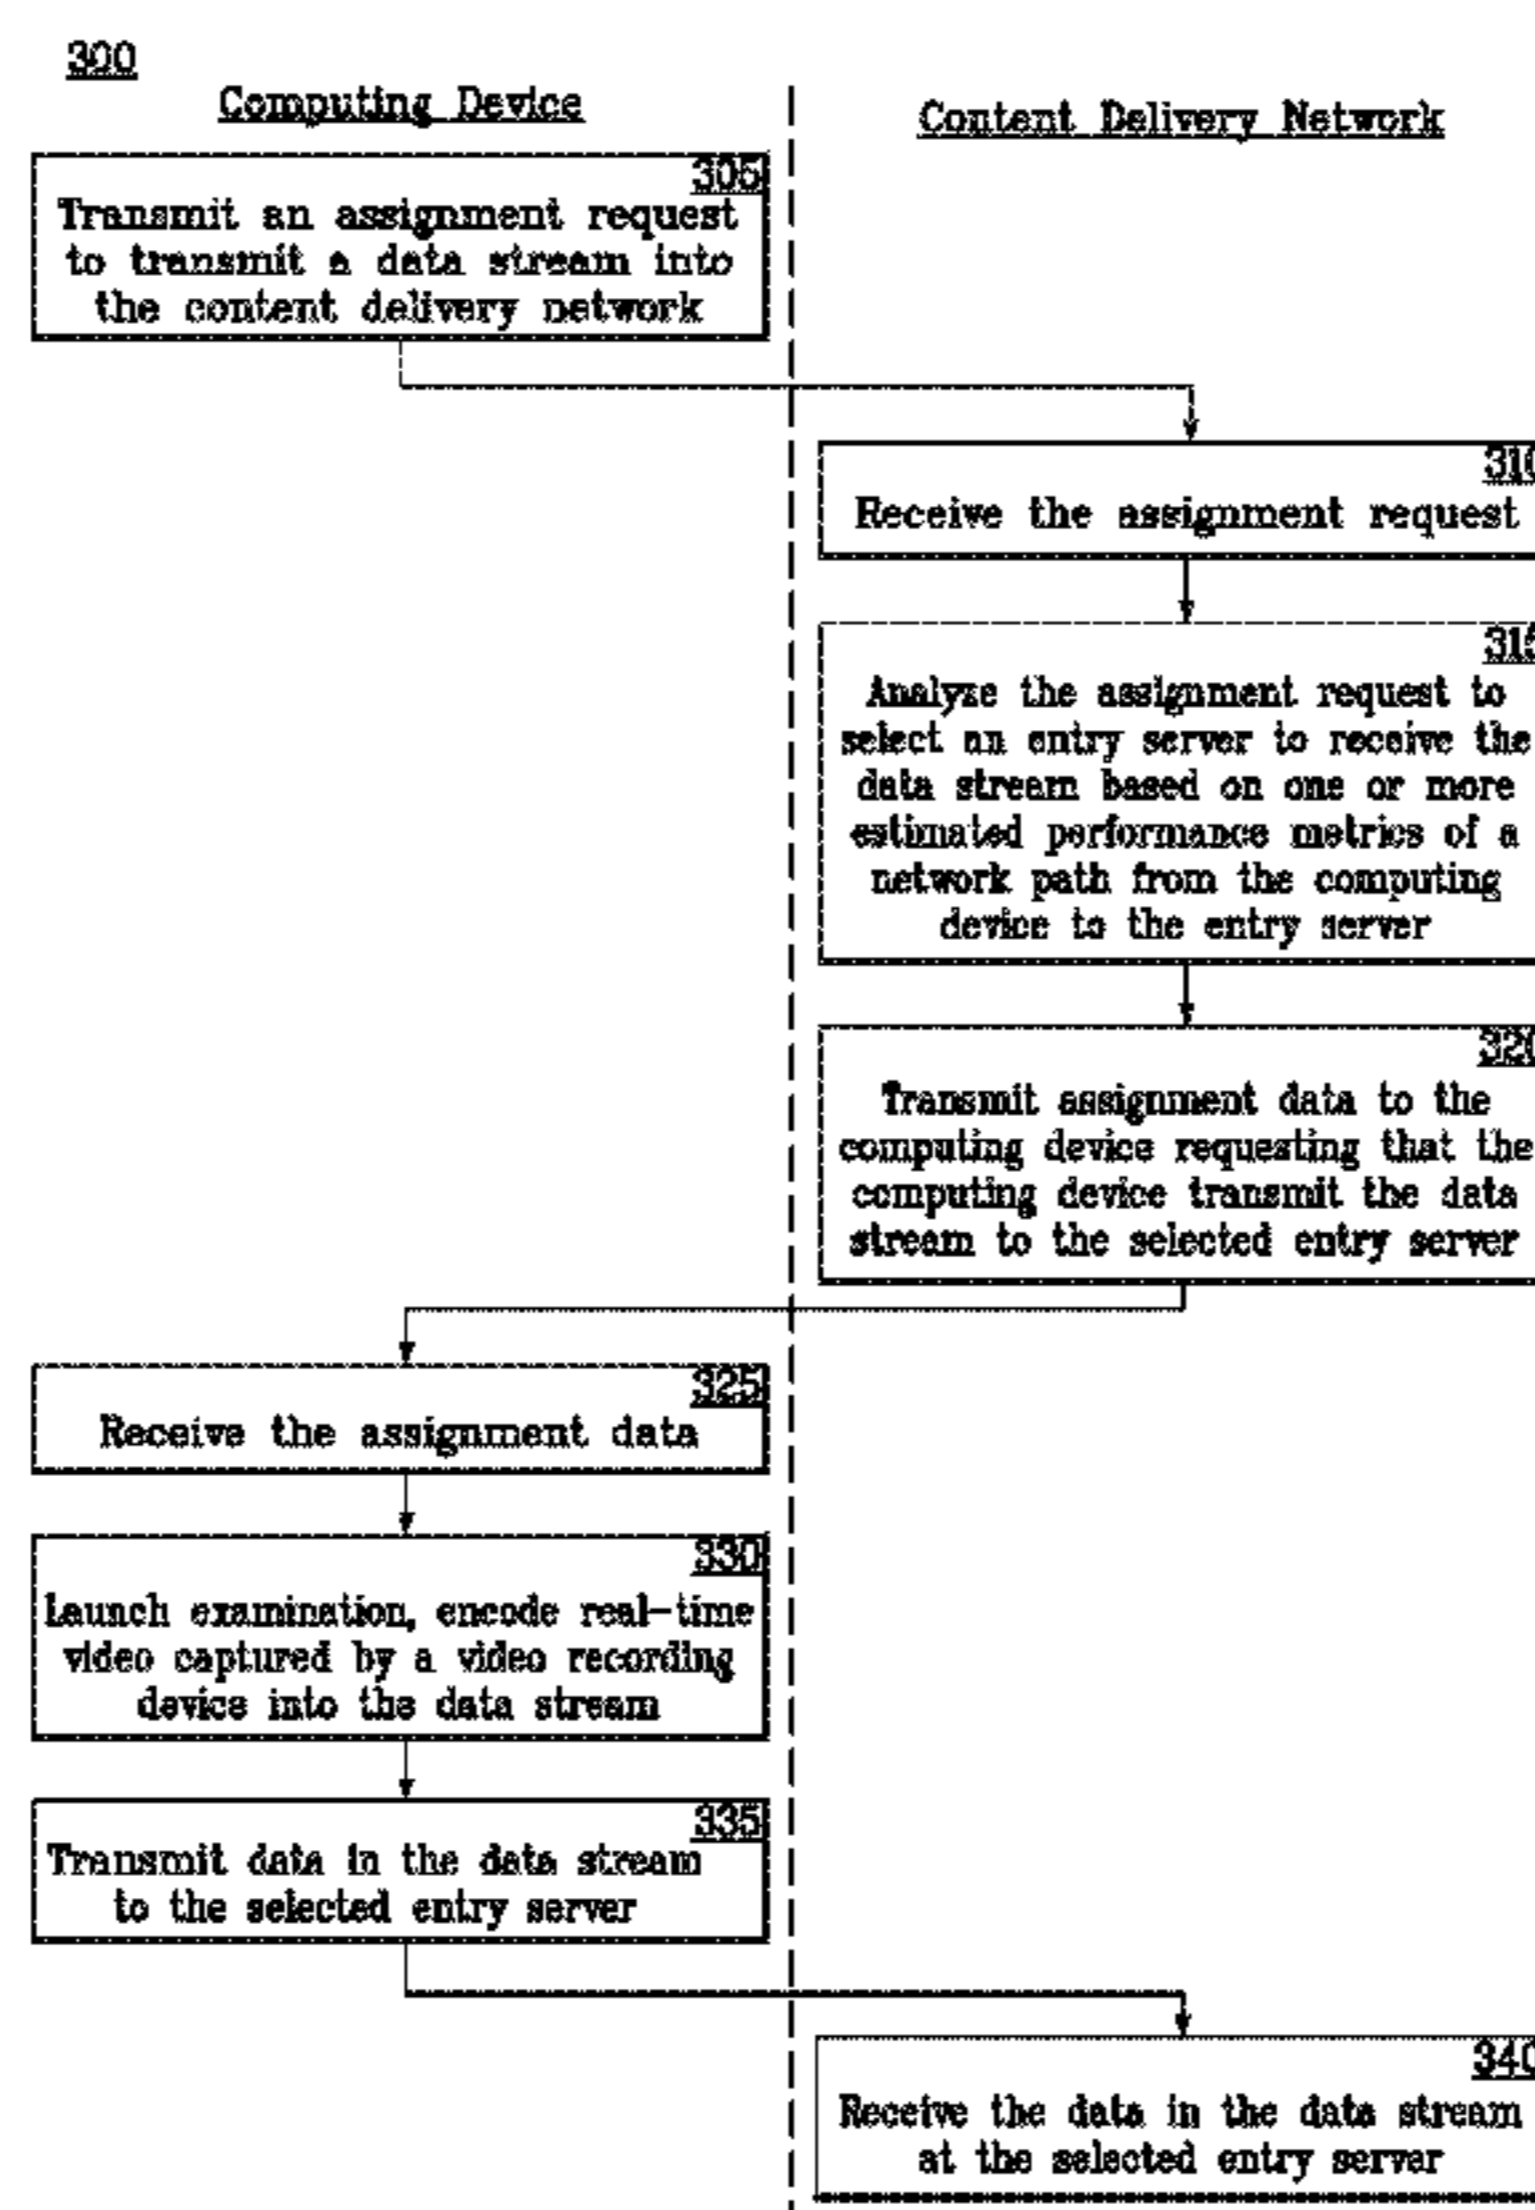 300
Computing Device
Content Delivery Network
305
Transmit an assignment request
to transmit a data stream into
the content delivery network
310
Receive the assignment request
315
Analyze the assignment request to
select an entry server to receive the
data stream based on one or more
estimated performance metrics of a
network path from the computing
device to the entry server
320
Transmit assignment data to the
computing device requesting that the
computing device transmit the data
stream to the selected entry server
325
Receive the assignment data
330
Launch examination, encode real-time
video captured by a video recording
device into the data stream
335
Transmit data in the data stream
to the selected entry server
340
Receive the data in the data stream
at the selected entry server